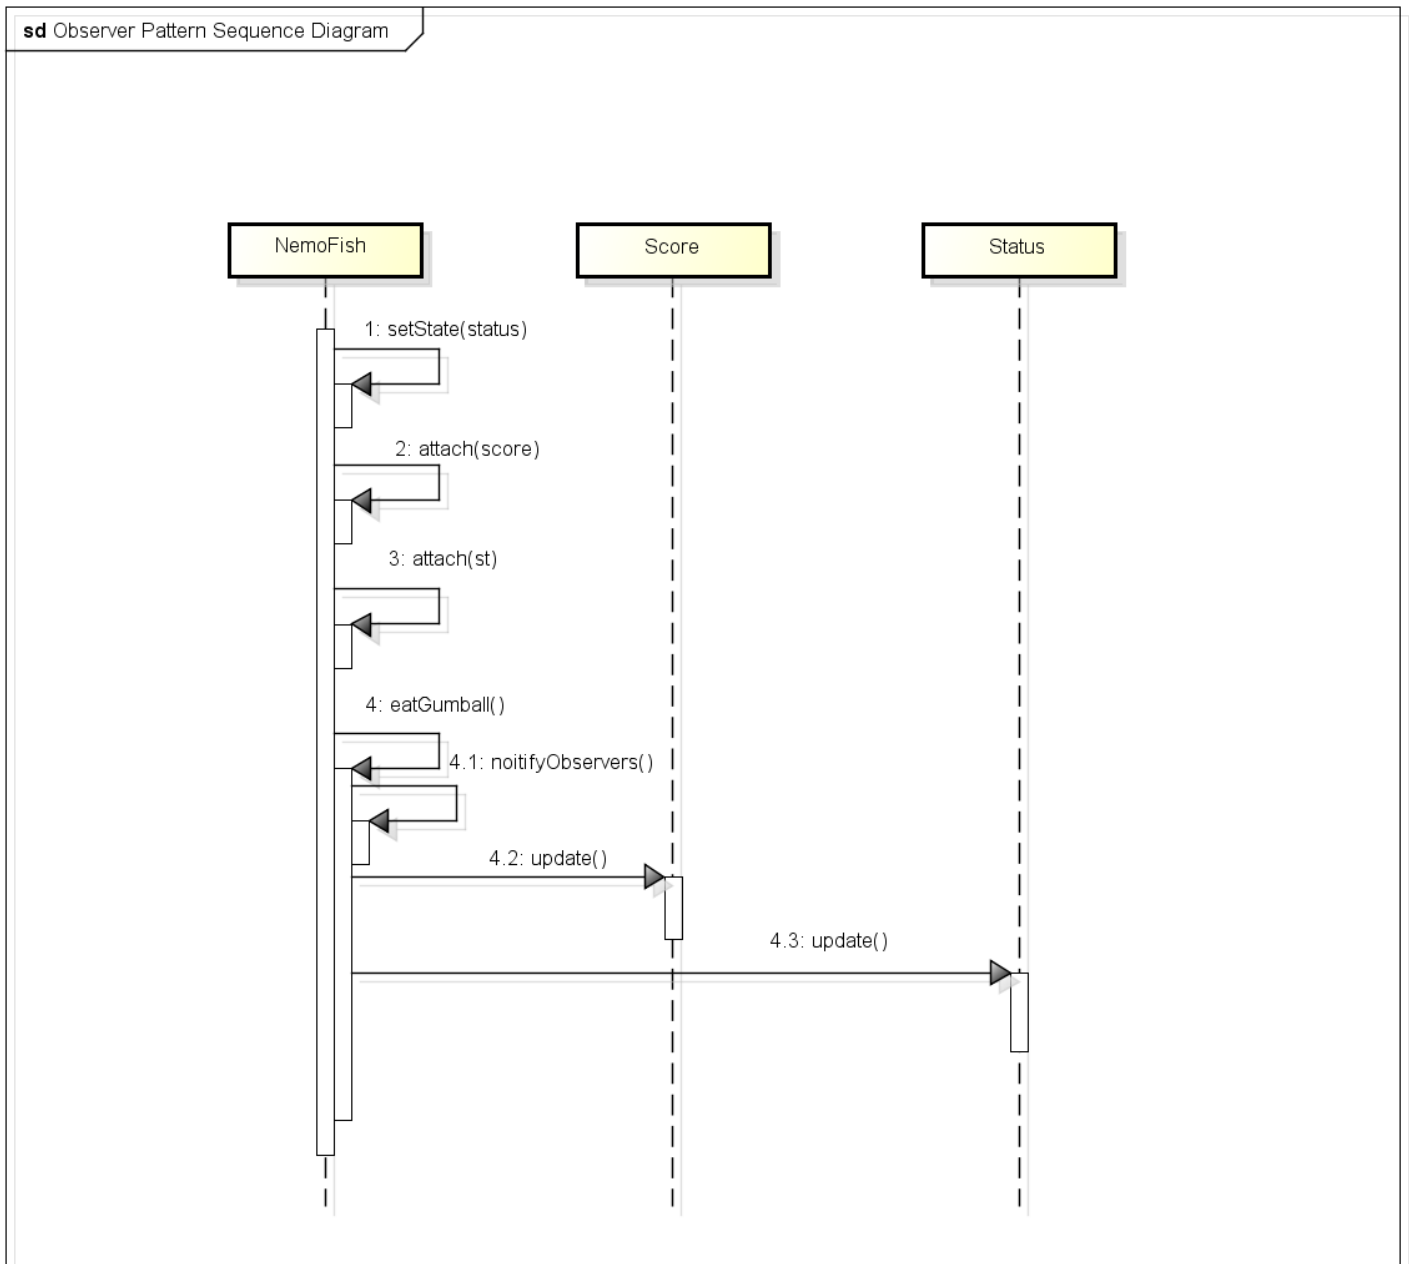 sd Observer Pattern Sequence Diagram
NemoFish
Score
Status
1: setState(status)
2: attach(score)
3: attach(st)
4: eatGumball()
4.1: noitifyObservers()
4.2: update()
4.3: update()